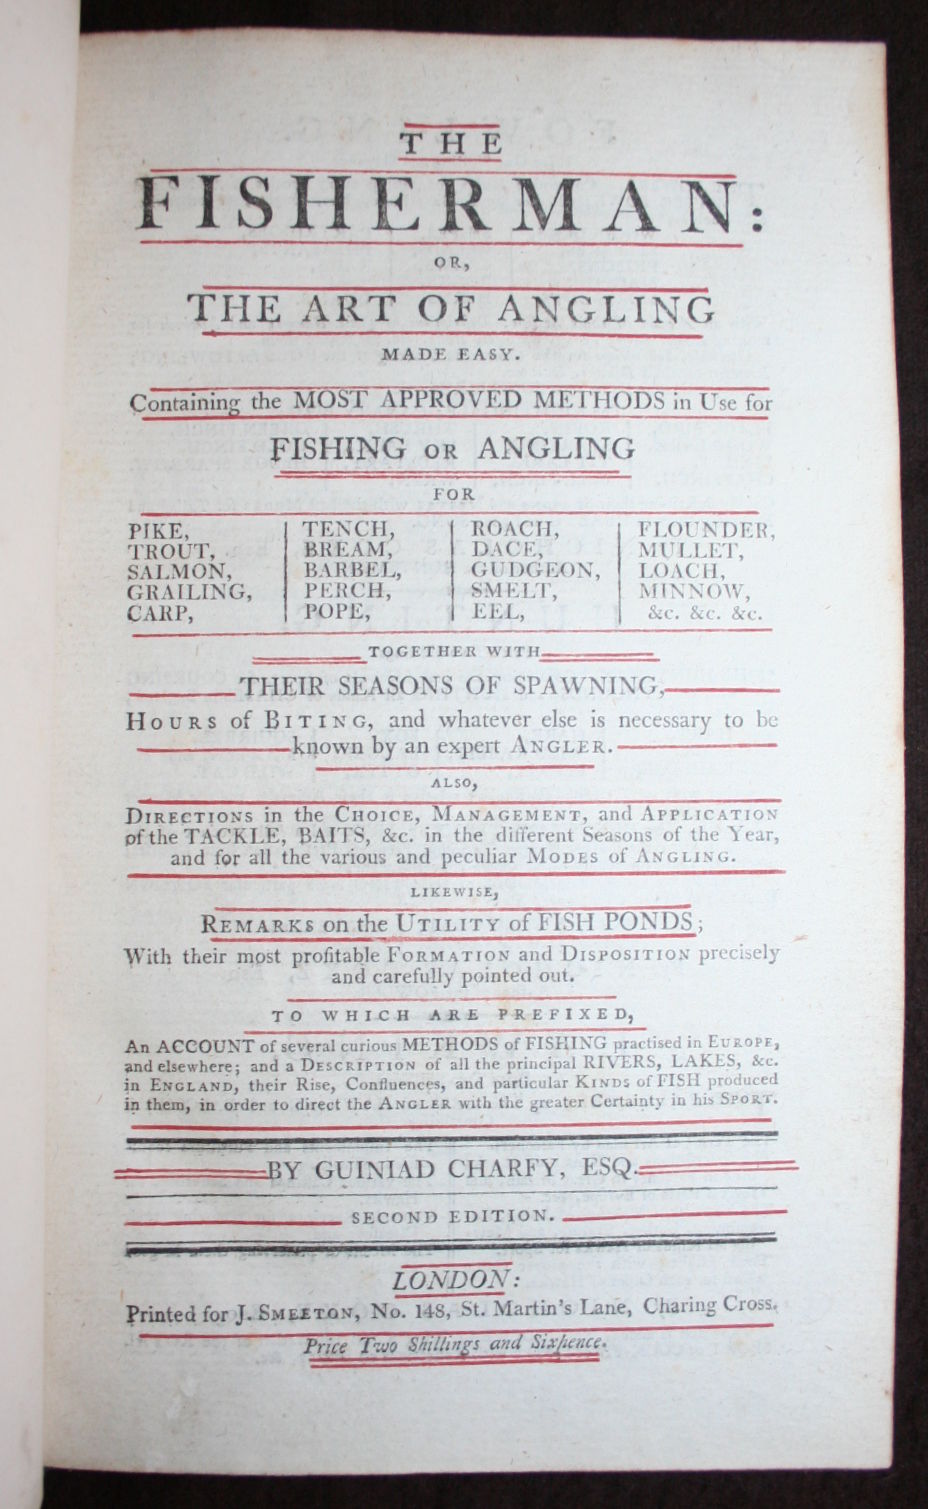 THE
FISHERMAN:
OR,
THE ART OF ANGLING
MADE EASY.
Containing the MOST APPROVED METHODS in Use for
FISHING OR ANGLING
FOR
PIKE,
TROUT,
SALMON,
GRAILING,
CARP,
TENCH,
BREAM,
BARBEL,
PERCH,
POPE,
ROACH,
DACE,
GUDGEON,
SMELT,
EEL,
FLOUNDER,
MULLET,
LOACH,
MINNOW,
&c. &c. &c.
TOGETHER WITH
THEIR SEASONS OF SPAWNING,
HOURS of BITING, and whatever else is necessary to be
known by an expert ANGLER.
ALSO,
DIRECTIONS in the CHOICE, MANAGEMENT, and APPLICATION
of the TACKLE, BAITS, &c. in the different Seasons of the Year,
and for all the various and peculiar MODES of ANGLING.
LIKEWISE,
REMARKS on the UTILITY of FISH PONDS;
With their most profitable FORMATION and DISPOSITION precisely
and carefully pointed out.
TO WHICH ARE PREFIXED,
An ACCOUNT of several curious METHODS of FISHING practised in EUROPE,
and elsewhere; and a DESCRIPTION of all the principal RIVERS, LAKES, &c.
in ENGLAND, their Rise, Confluences, and particular KINDS of FISH produced
in them, in order to direct the ANGLER with the greater Certainty in his SPORT.
BY GUINIAD CHARFY, ESQ.
SECOND EDITION.
LONDON:
Printed for J. SMEETON, No. 148, St. Martin's Lane, Charing Cross.
Price Two Shillings and Sixpence.